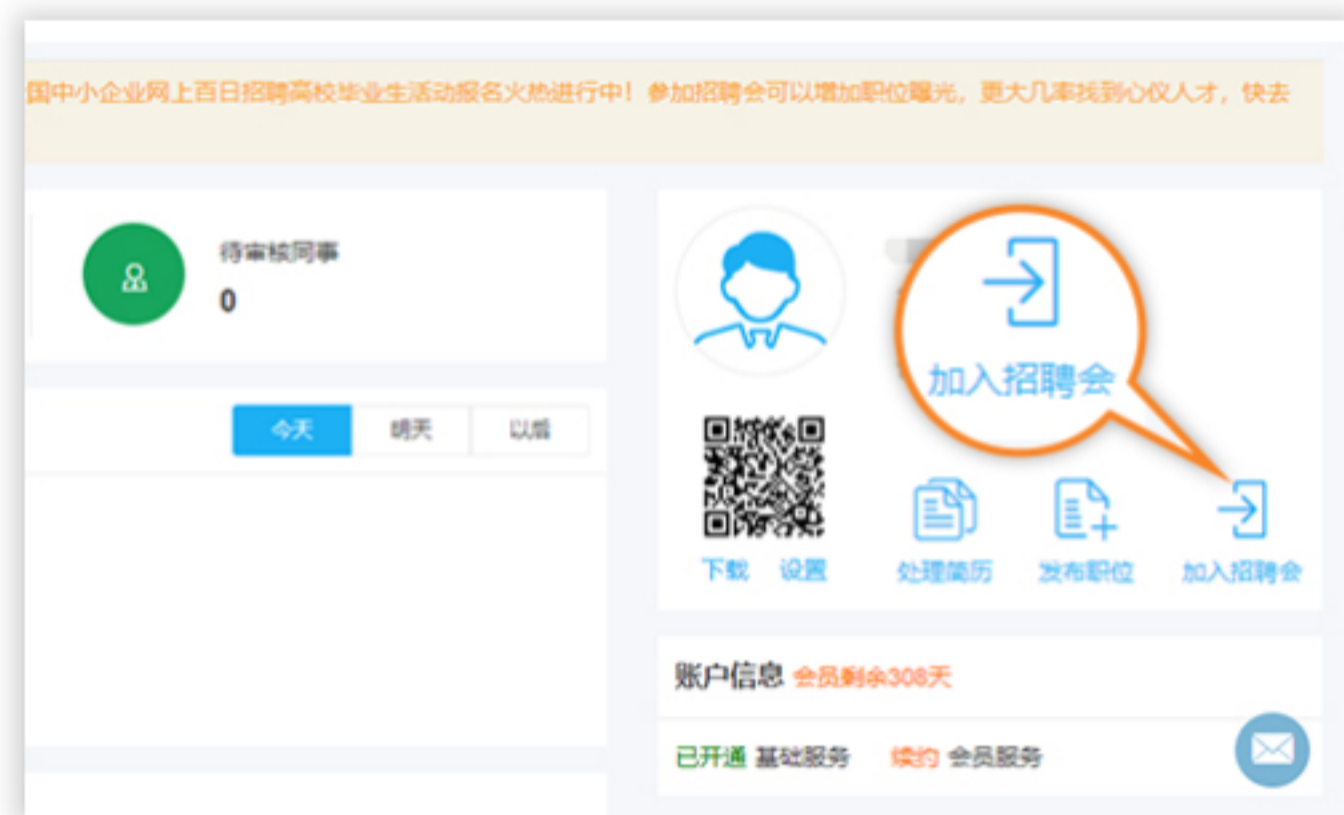 国中小企业网上百日招聘高校毕业生活动报名火热进行中！参加招聘会可以增加职位曝光，更大几率找到心仪人才，快去
待审核同事
0
加入招聘会
今天 明天 以后
下载 设置 处理简历 发布职位 加入招聘会
账户信息 会员剩余308天
已开通 基础服务 续约 会员服务